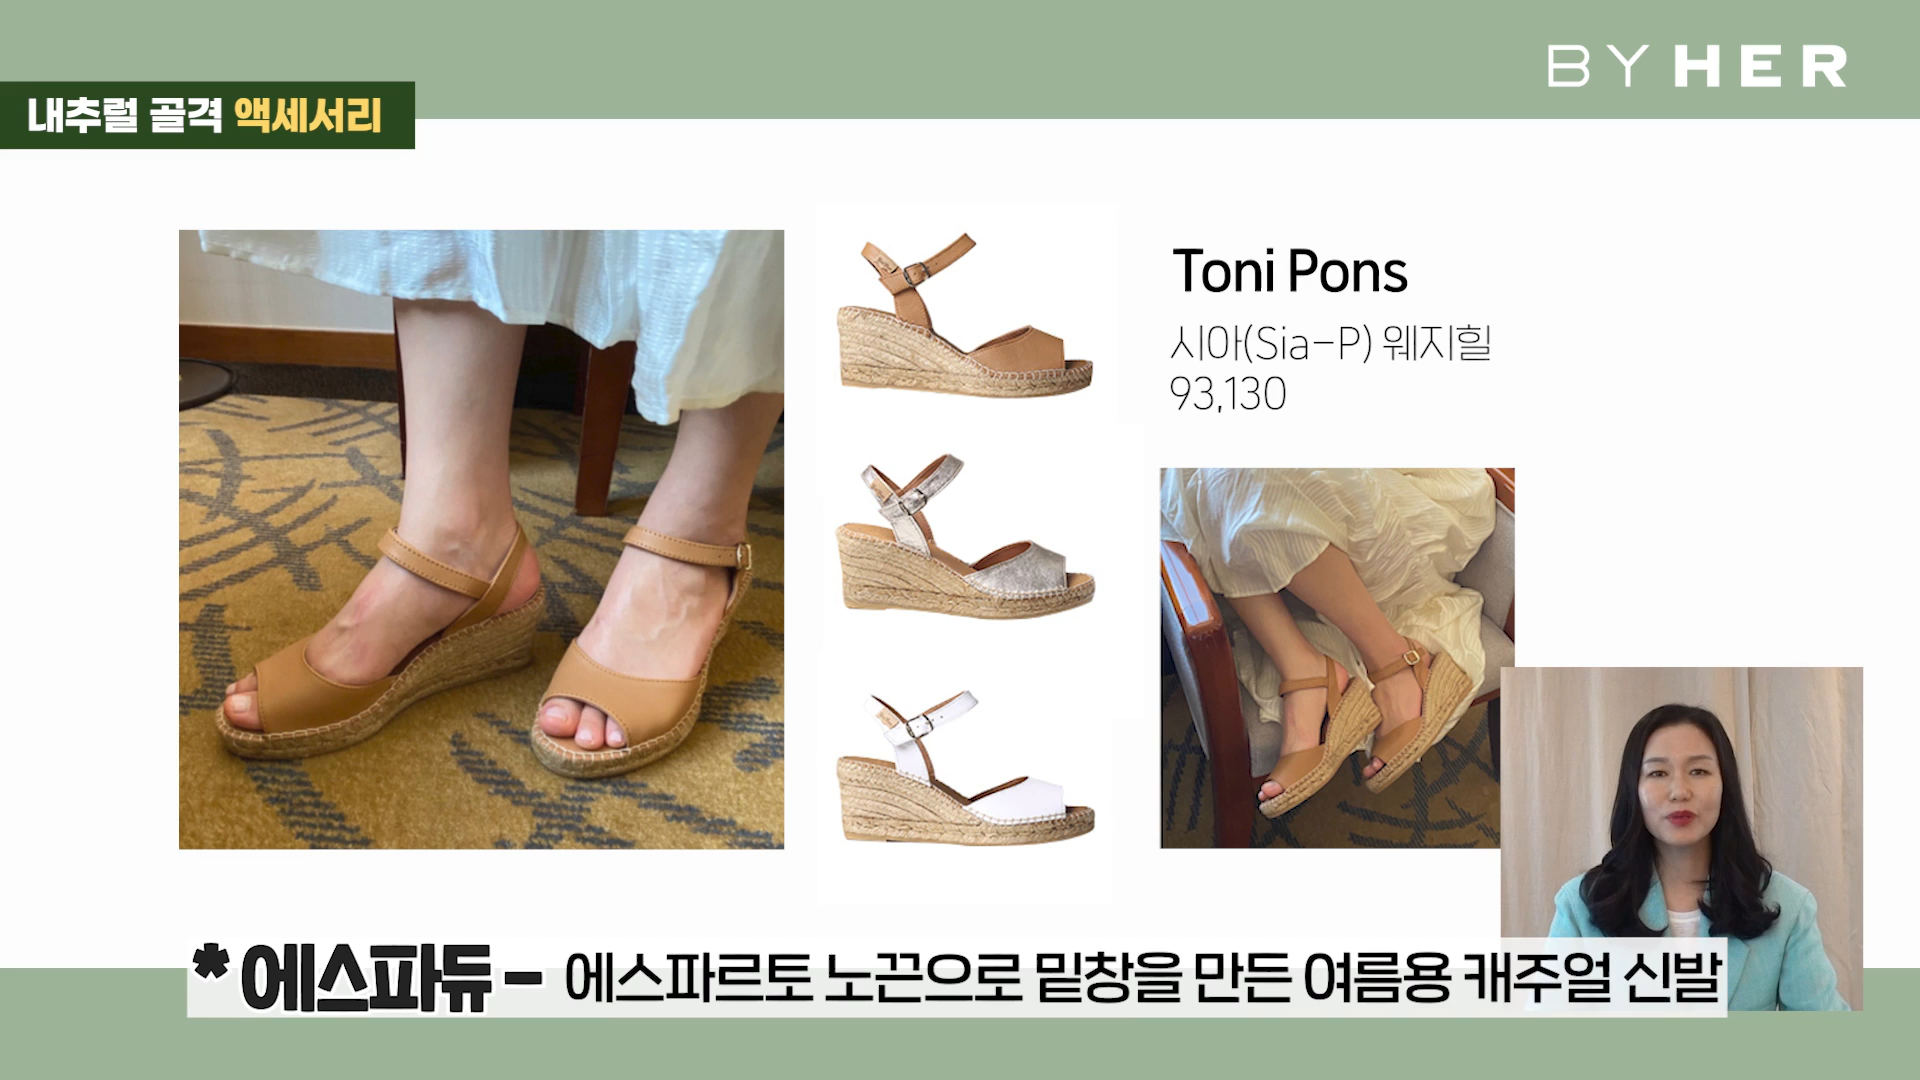 BY HER
내추럴 골격 액세서리
Toni Pons
시아(Sia-P) 웨지힐
93,130
* 에스파듀 - 에스파르토 노끈으로 밑창을 만든 여름용 캐주얼 신발